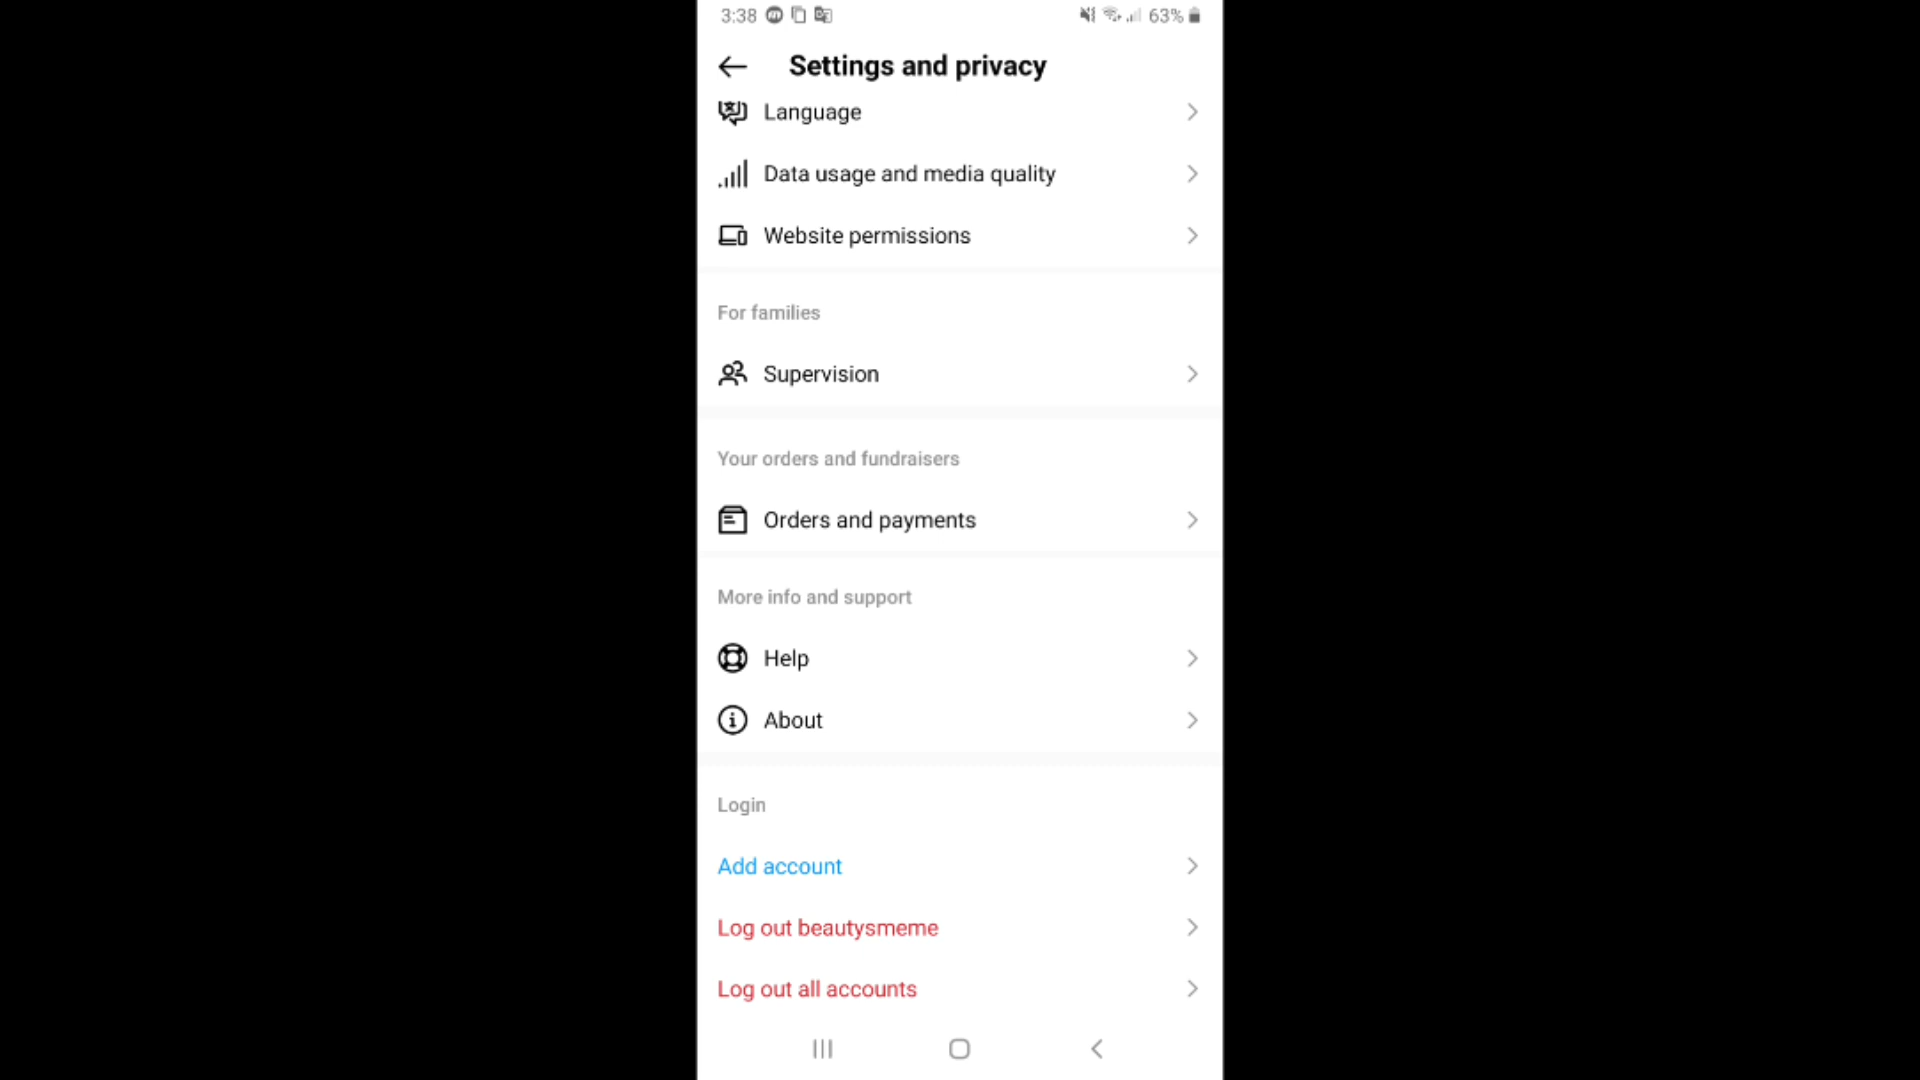 3:38 63%
Settings and privacy
Language
Data usage and media quality
Website permissions
For families
Supervision
Your orders and fundraisers
Orders and payments
More info and support
Help
About
Login
Add account
Log out beautysmeme
Log out all accounts